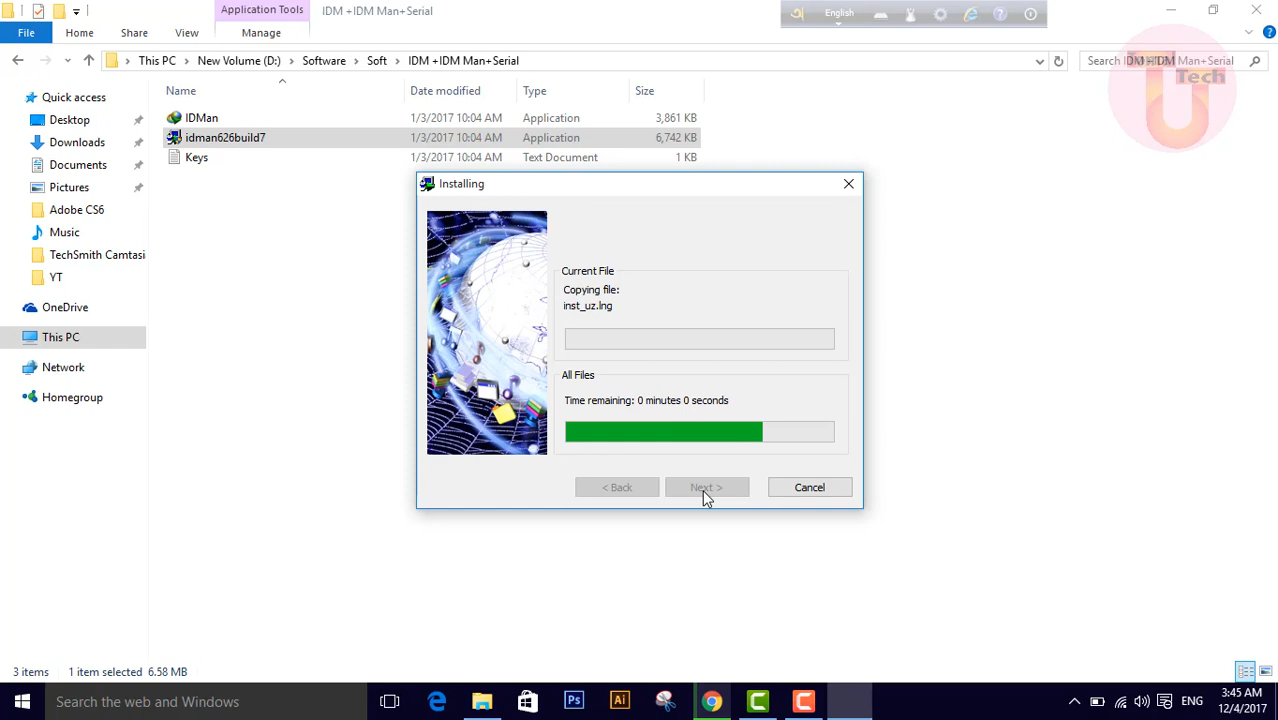 Application Tools
IDM +IDM Man+Serial
English
File
Home
Share
View
Manage
This PC
New Volume (D:)
Software
Soft
IDM +IDM Man+Serial
Search IDM +IDM Man+Serial
Tech
Quick access
Desktop
Downloads
Documents
Pictures
Adobe CS6
Music
TechSmith Camtasi
YT
OneDrive
This PC
Network
Homegroup
Name
Date modified
Type
Size
IDMan
1/3/2017 10:04 AM
Application
3,861 KB
idman626build7
1/3/2017 10:04 AM
Application
6,742 KB
Keys
1/3/2017 10:04 AM
Text Document
1 KB
Installing
Current File
Copying file:
inst_uz.lng
All Files
Time remaining: 0 minutes 0 seconds
< Back
Next >
Cancel
3 items
1 item selected 6.58 MB
Search the web and Windows
Ps
Ai
ENG
3:45 AM
12/4/2017